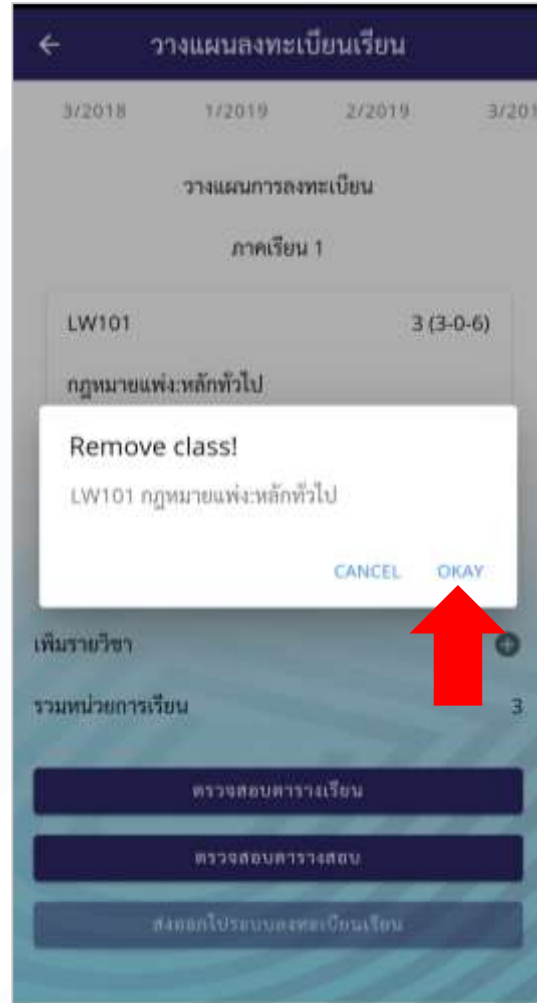 วางแผนลงทะเบียนเรียน
3/2018 1/2019 2/2019 3/201
วางแผนการลงทะเบียน
ภาคเรียน 1
LW101 3 (3-0-6)
กฎหมายแพ่ง:หลักทั่วไป
Remove class!
LW101 กฎหมายแพ่ง:หลักทั่วไป
CANCEL OKAY
เพิ่มรายวิชา
รวมหน่วยการเรียน 3
ตรวจสอบตารางเรียน
ตรวจสอบตารางสอบ
ส่งออกไประบบลงทะเบียนเรียน